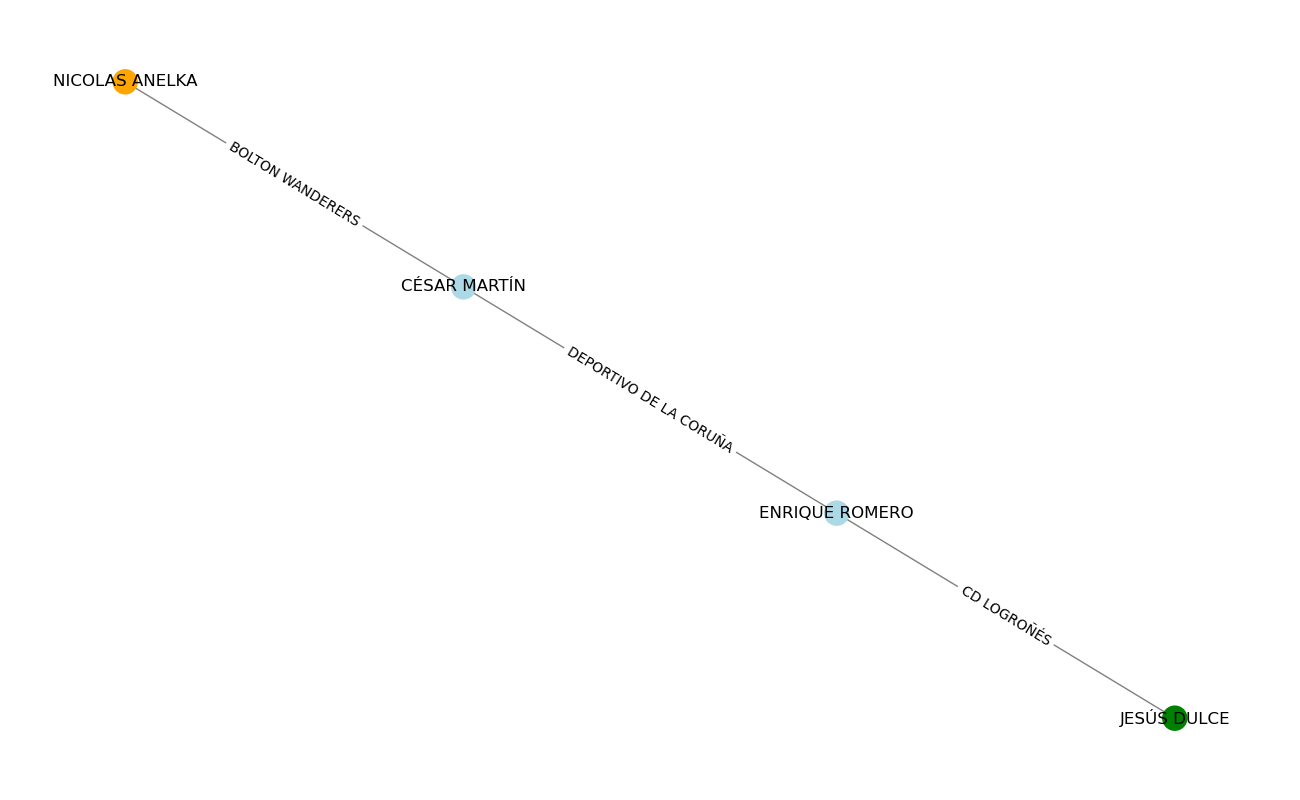 NICOLAS ANELKA
BOLTON WANDERERS
CÉSAR MARTÍN
DEPORTIVO DE LA CORUÑA
ENRIQUE ROMERO
CD LOGROÑÉS
JESÚS DULCE